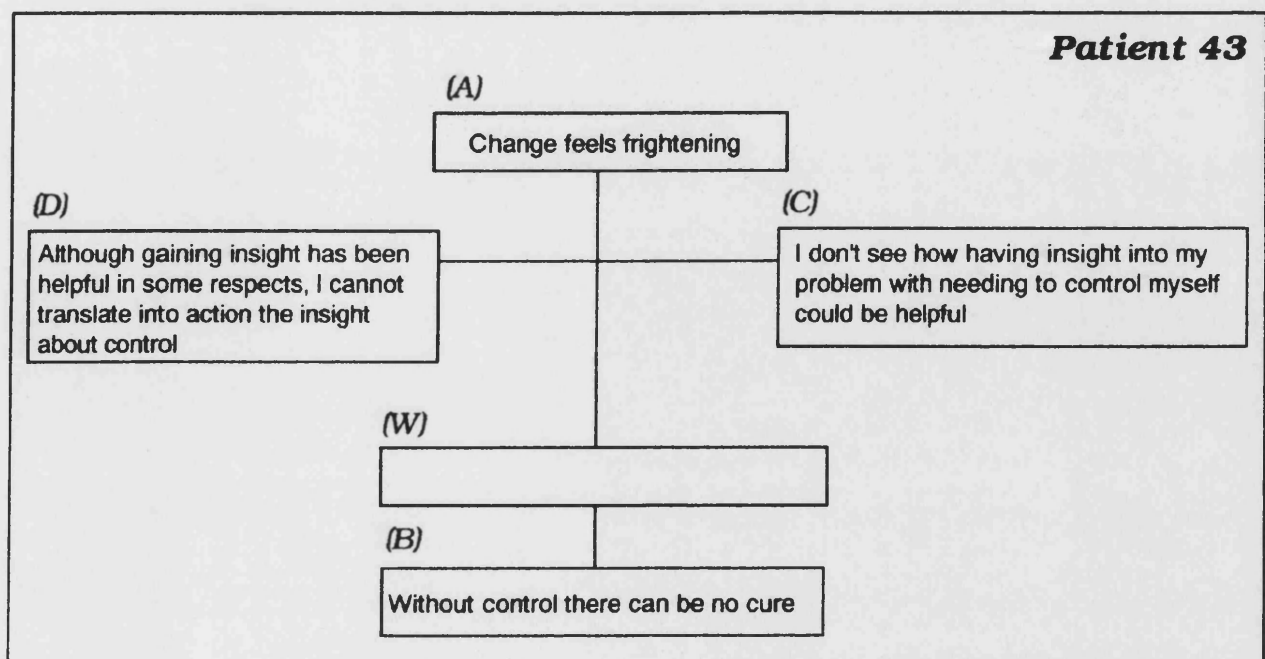 Patient 43
(A)
Change feels frightening
(D)
Although gaining insight has been
helpful in some respects, I cannot
translate into action the insight
about control
(C)
I don't see how having insight into my
problem with needing to control myself
could be helpful
(W)
(B)
Without control there can be no cure